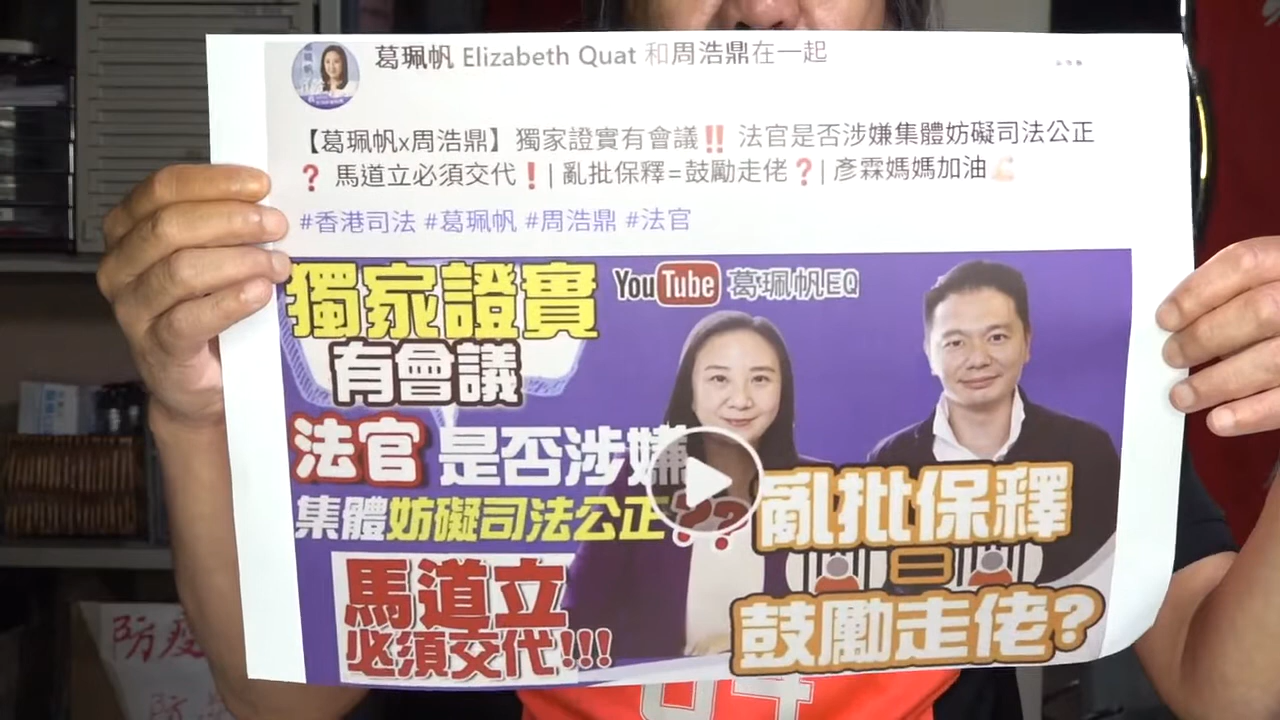 葛珮帆 Elizabeth Quat 和周浩鼎在一起
【葛珮帆x周浩鼎】獨家證實有會議‼ 法官是否涉嫌集體妨礙司法公正
❓ 馬道立必須交代❗| 亂批保釋=鼓勵走佬❓| 彥霖媽媽加油💪🏻
#香港司法 #葛珮帆 #周浩鼎 #法官
獨家證實
有會議
YouTube 葛珮帆EQ
法官 是否涉嫌
集體妨礙司法公正??
馬道立
必須交代!!!
亂批保釋
=
鼓勵走佬?
防疫